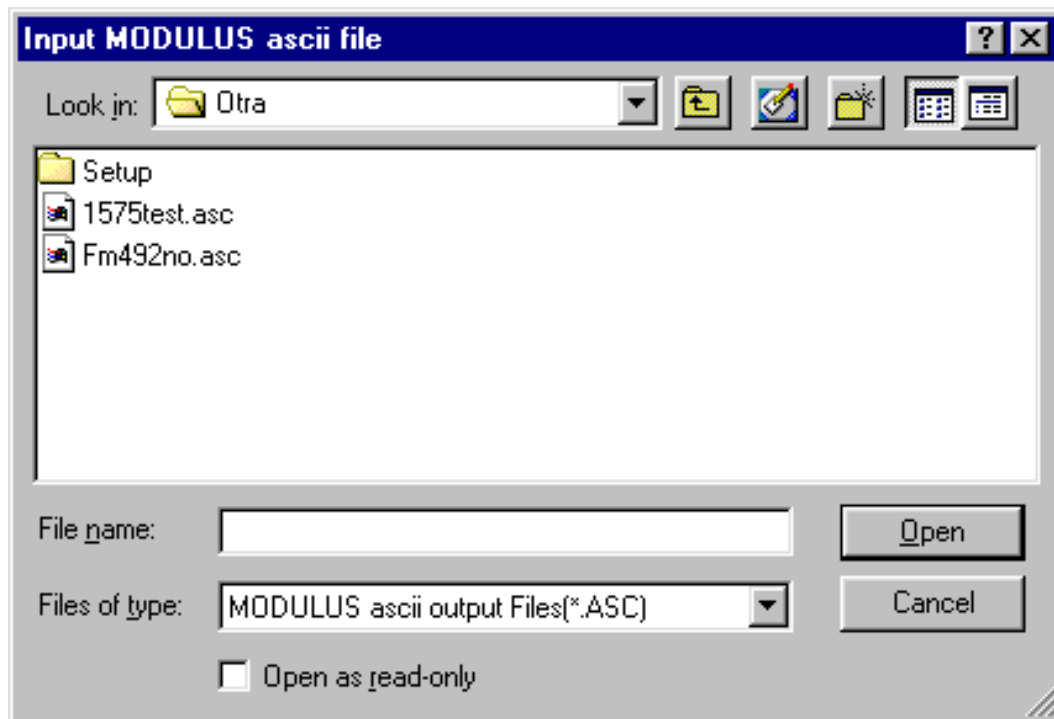 Input MODULUS ascii file
Look in: Otra
Setup
1575test.asc
Fm492no.asc
File name:
Open
Files of type: MODULUS ascii output Files(*.ASC)
Cancel
Open as read-only